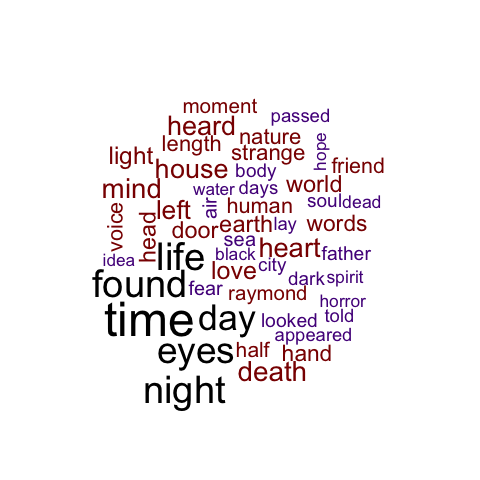 moment
passed
heard
nature
hope
length
strange
light
house
body
friend
mind
water
days
world
left
air
human
soul
dead
voice
head
door
earth
lay
words
idea
life
sea
black
heart
father
found
fear
love
city
dark
spirit
raymond
horror
time
day
looked
told
appeared
eyes
half
hand
night
death